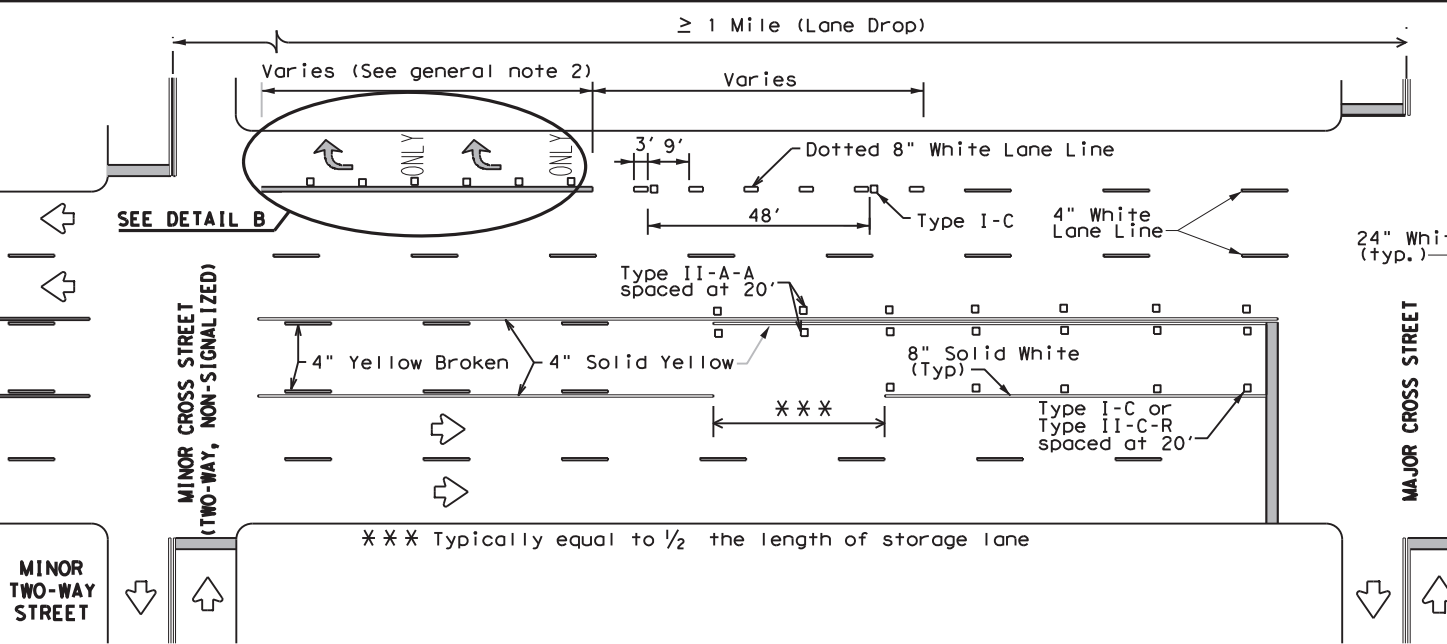 ≥ 1 Mile (Lane Drop)
Varies (See general note 2)
Varies
ONLY
ONLY
3' 9'
Dotted 8" White Lane Line
SEE DETAIL B
48'
Type I-C
4" White
Lane Line
24" Whi
(typ.)
Type II-A-A
spaced at 20'
MINOR CROSS STREET
(TWO-WAY, NON-SIGNALIZED)
4" Yellow Broken
4" Solid Yellow
8" Solid White
(Typ)
MAJOR CROSS STREET
***
Type I-C or
Type II-C-R
spaced at 20'
*** Typically equal to ½ the length of storage lane
MINOR
TWO-WAY
STREET